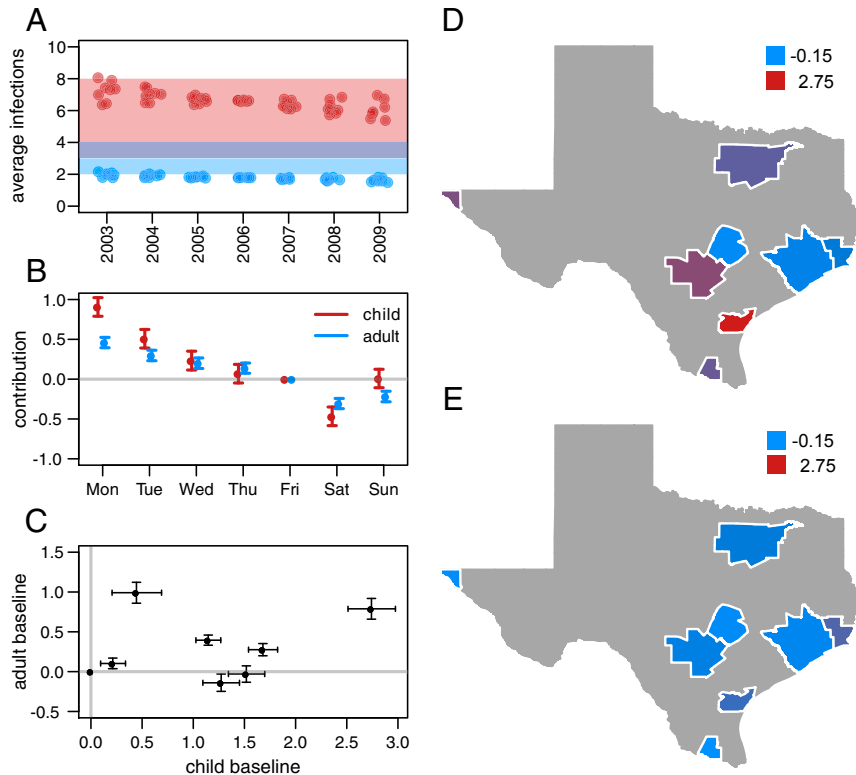 A
average infections
10
8
6
4
2
0
2003 2004 2005 2006 2007 2008 2009
B
contribution
1.0
0.5
0.0
-0.5
-1.0
child
adult
Mon Tue Wed Thu Fri Sat Sun
C
adult baseline
1.5
1.0
0.5
0.0
-0.5
0.0 0.5 1.0 1.5 2.0 2.5 3.0
child baseline
D
-0.15
2.75
E
-0.15
2.75